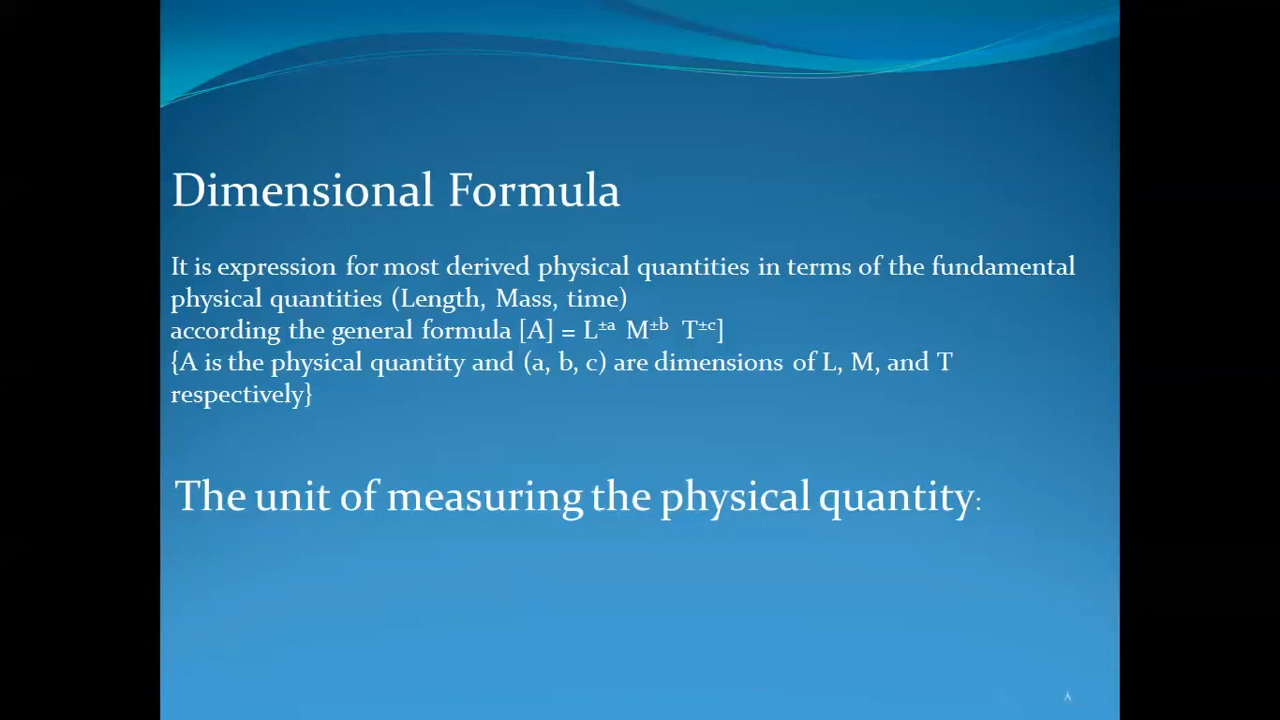 Dimensional Formula
It is expression for most derived physical quantities in terms of the fundamental
physical quantities (Length, Mass, time)
according the general formula [A] = L±ᵃ M±ᵇ T±ᶜ]
{A is the physical quantity and (a, b, c) are dimensions of L, M, and T
respectively}
The unit of measuring the physical quantity:
٨